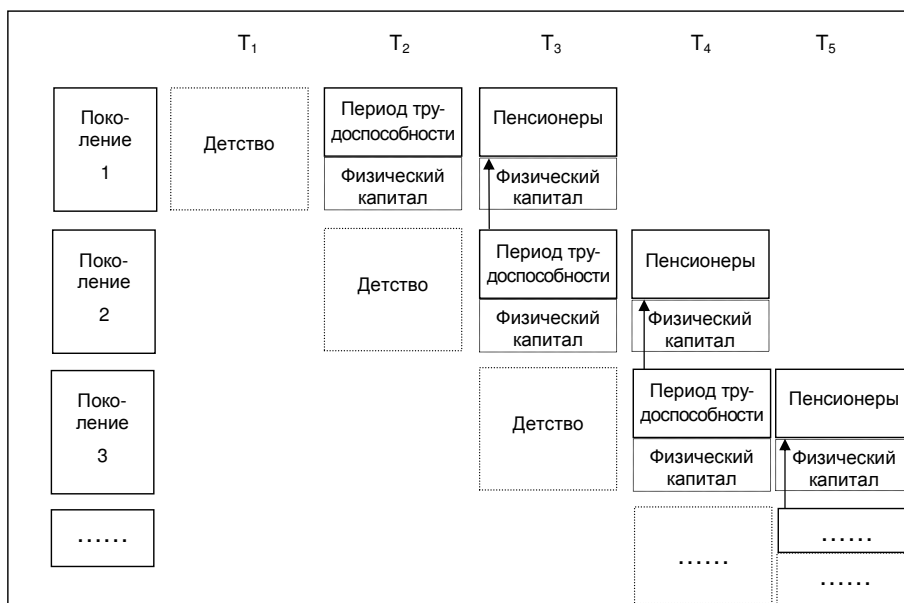 T₁ T₂ T₃ T₄ T₅
Поко-
ление
1
Детство
Период тру-
доспособности
Физический
капитал
Пенсионеры
Физический
капитал
Поко-
ление
2
Детство
Период тру-
доспособности
Физический
капитал
Пенсионеры
Физический
капитал
Поко-
ление
3
Детство
Период тру-
доспособности
Физический
капитал
Пенсионеры
Физический
капитал
......
......
......
......